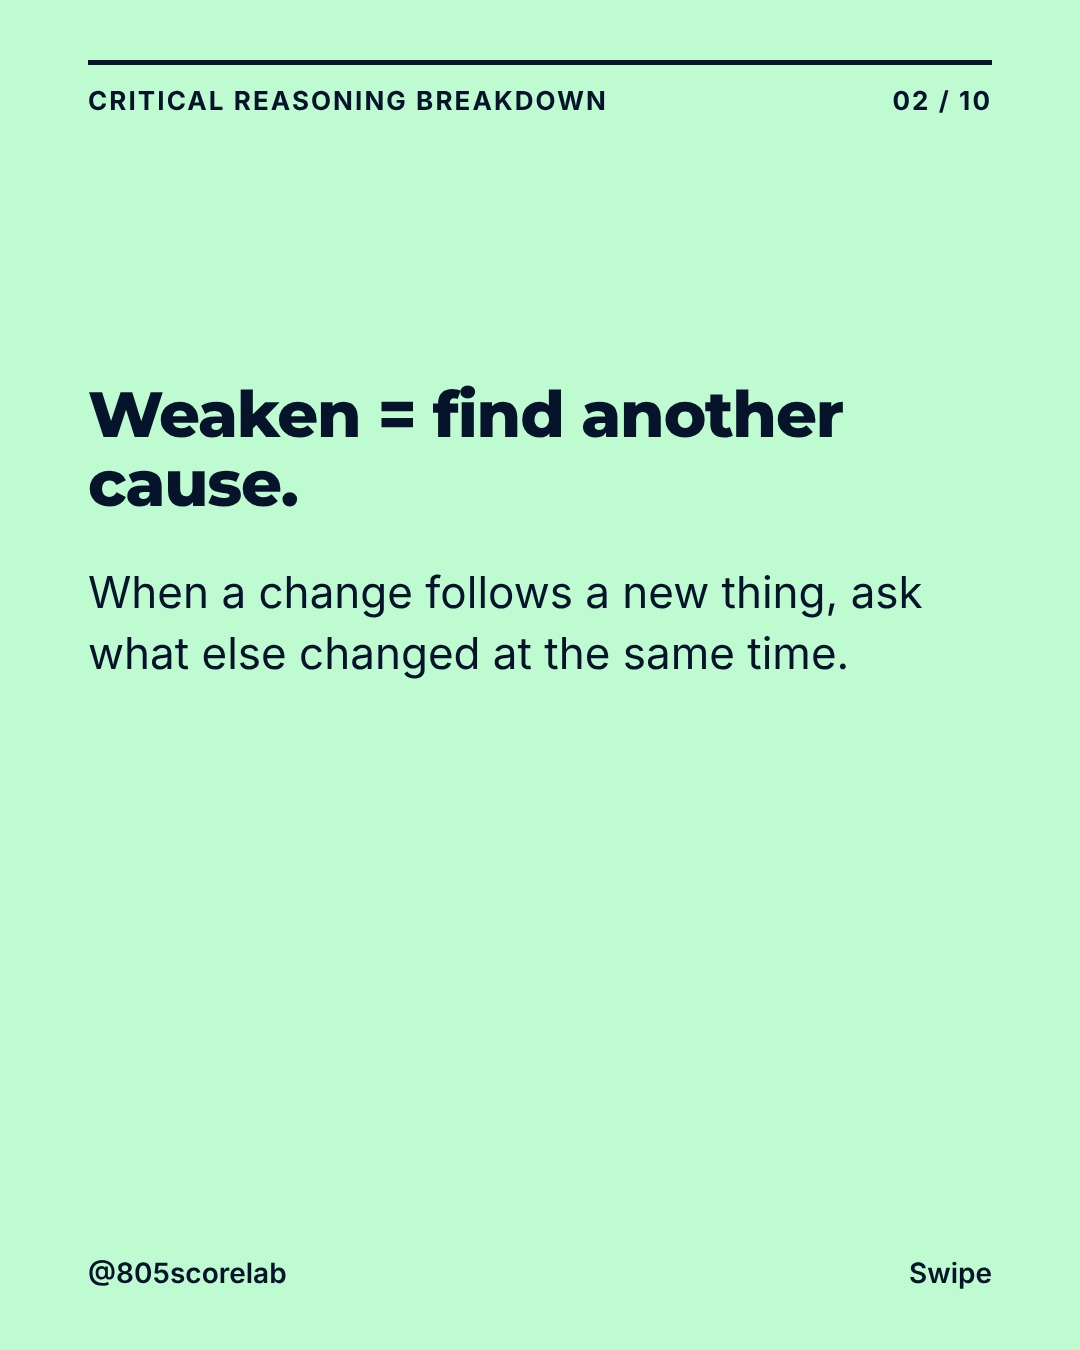 CRITICAL REASONING BREAKDOWN
02 / 10
Weaken = find another
cause.
When a change follows a new thing, ask
what else changed at the same time.
@805scorelab
Swipe